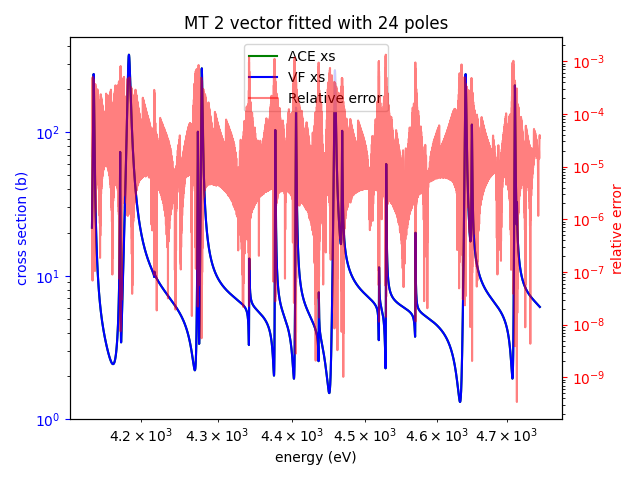 MT 2 vector fitted with 24 poles
ACE xs
VF xs
Relative error
cross section (b)
10²
10¹
10⁰
10⁻³
10⁻⁴
10⁻⁵
10⁻⁶
10⁻⁷
10⁻⁸
10⁻⁹
relative error
4.2 × 10³ 4.3 × 10³ 4.4 × 10³ 4.5 × 10³ 4.6 × 10³ 4.7 × 10³
energy (eV)